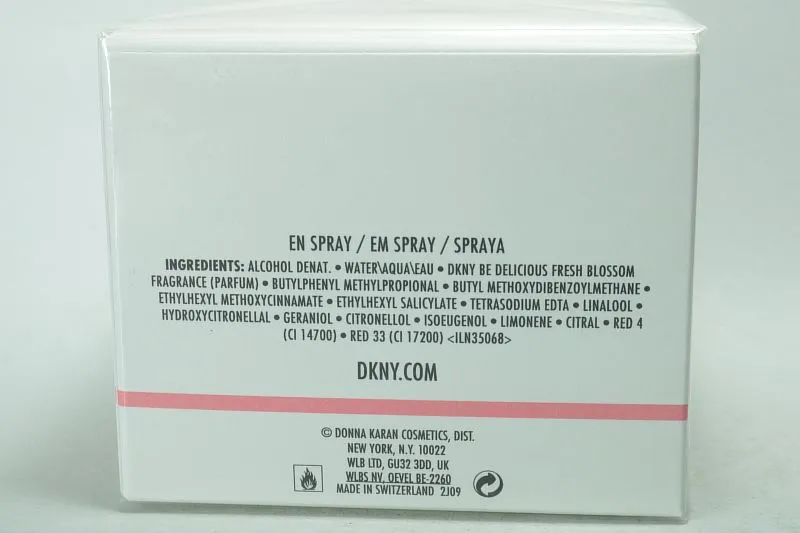 EN SPRAY / EM SPRAY / SPRAYA
INGREDIENTS: ALCOHOL DENAT. • WATER\AQUA\EAU • DKNY BE DELICIOUS FRESH BLOSSOM
FRAGRANCE (PARFUM) • BUTYLPHENYL METHYLPROPIONAL • BUTYL METHOXYDIBENZOYLMETHANE •
ETHYLHEXYL METHOXYCINNAMATE • ETHYLHEXYL SALICYLATE • TETRASODIUM EDTA • LINALOOL •
HYDROXYCITRONELLAL • GERANIOL • CITRONELLOL • ISOEUGENOL • LIMONENE • CITRAL • RED 4
(CI 14700) • RED 33 (CI 17200) <ILN35068>
DKNY.COM
© DONNA KARAN COSMETICS, DIST.
NEW YORK, N.Y. 10022
WLB LTD, GU32 3DD, UK
WLBS NV, OEVEL BE-2260
MADE IN SWITZERLAND 2J09